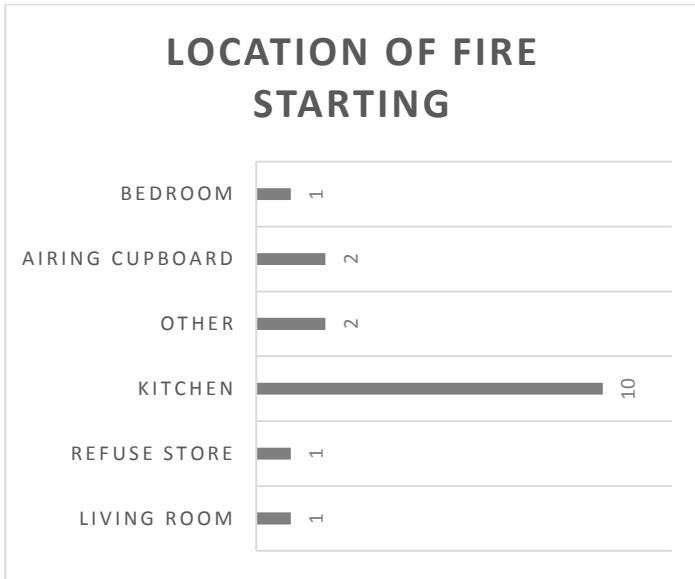 LOCATION OF FIRE
STARTING
BEDROOM 1
AIRING CUPBOARD 2
OTHER 2
KITCHEN 10
REFUSE STORE 1
LIVING ROOM 1